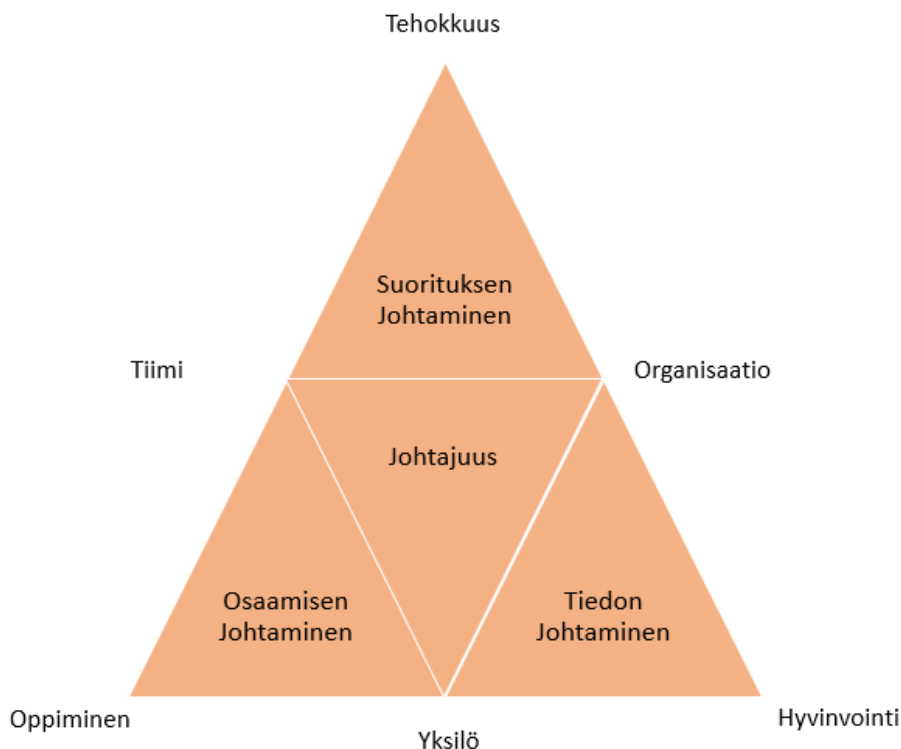 Tehokkuus
Suorituksen
Johtaminen
Tiimi
Organisaatio
Johtajuus
Osaamisen
Johtaminen
Tiedon
Johtaminen
Oppiminen
Yksilö
Hyvinvointi